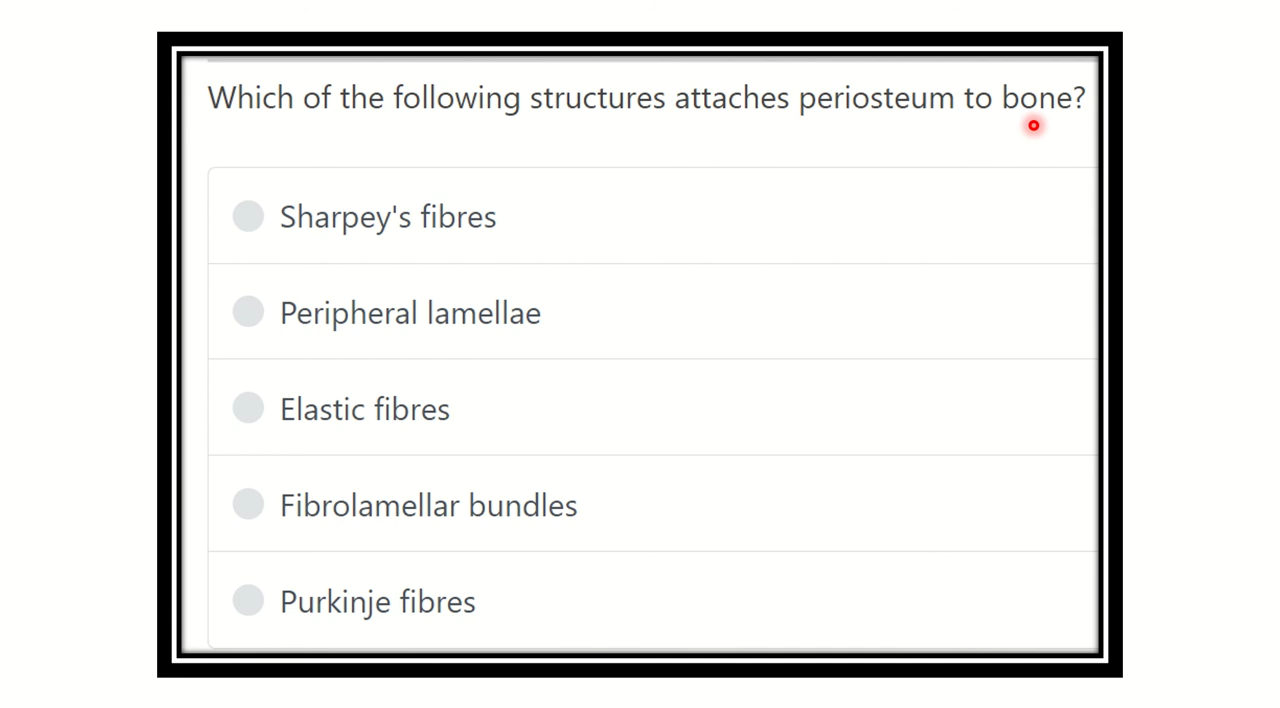 Which of the following structures attaches periosteum to bone?
Sharpey's fibres
Peripheral lamellae
Elastic fibres
Fibrolamellar bundles
Purkinje fibres